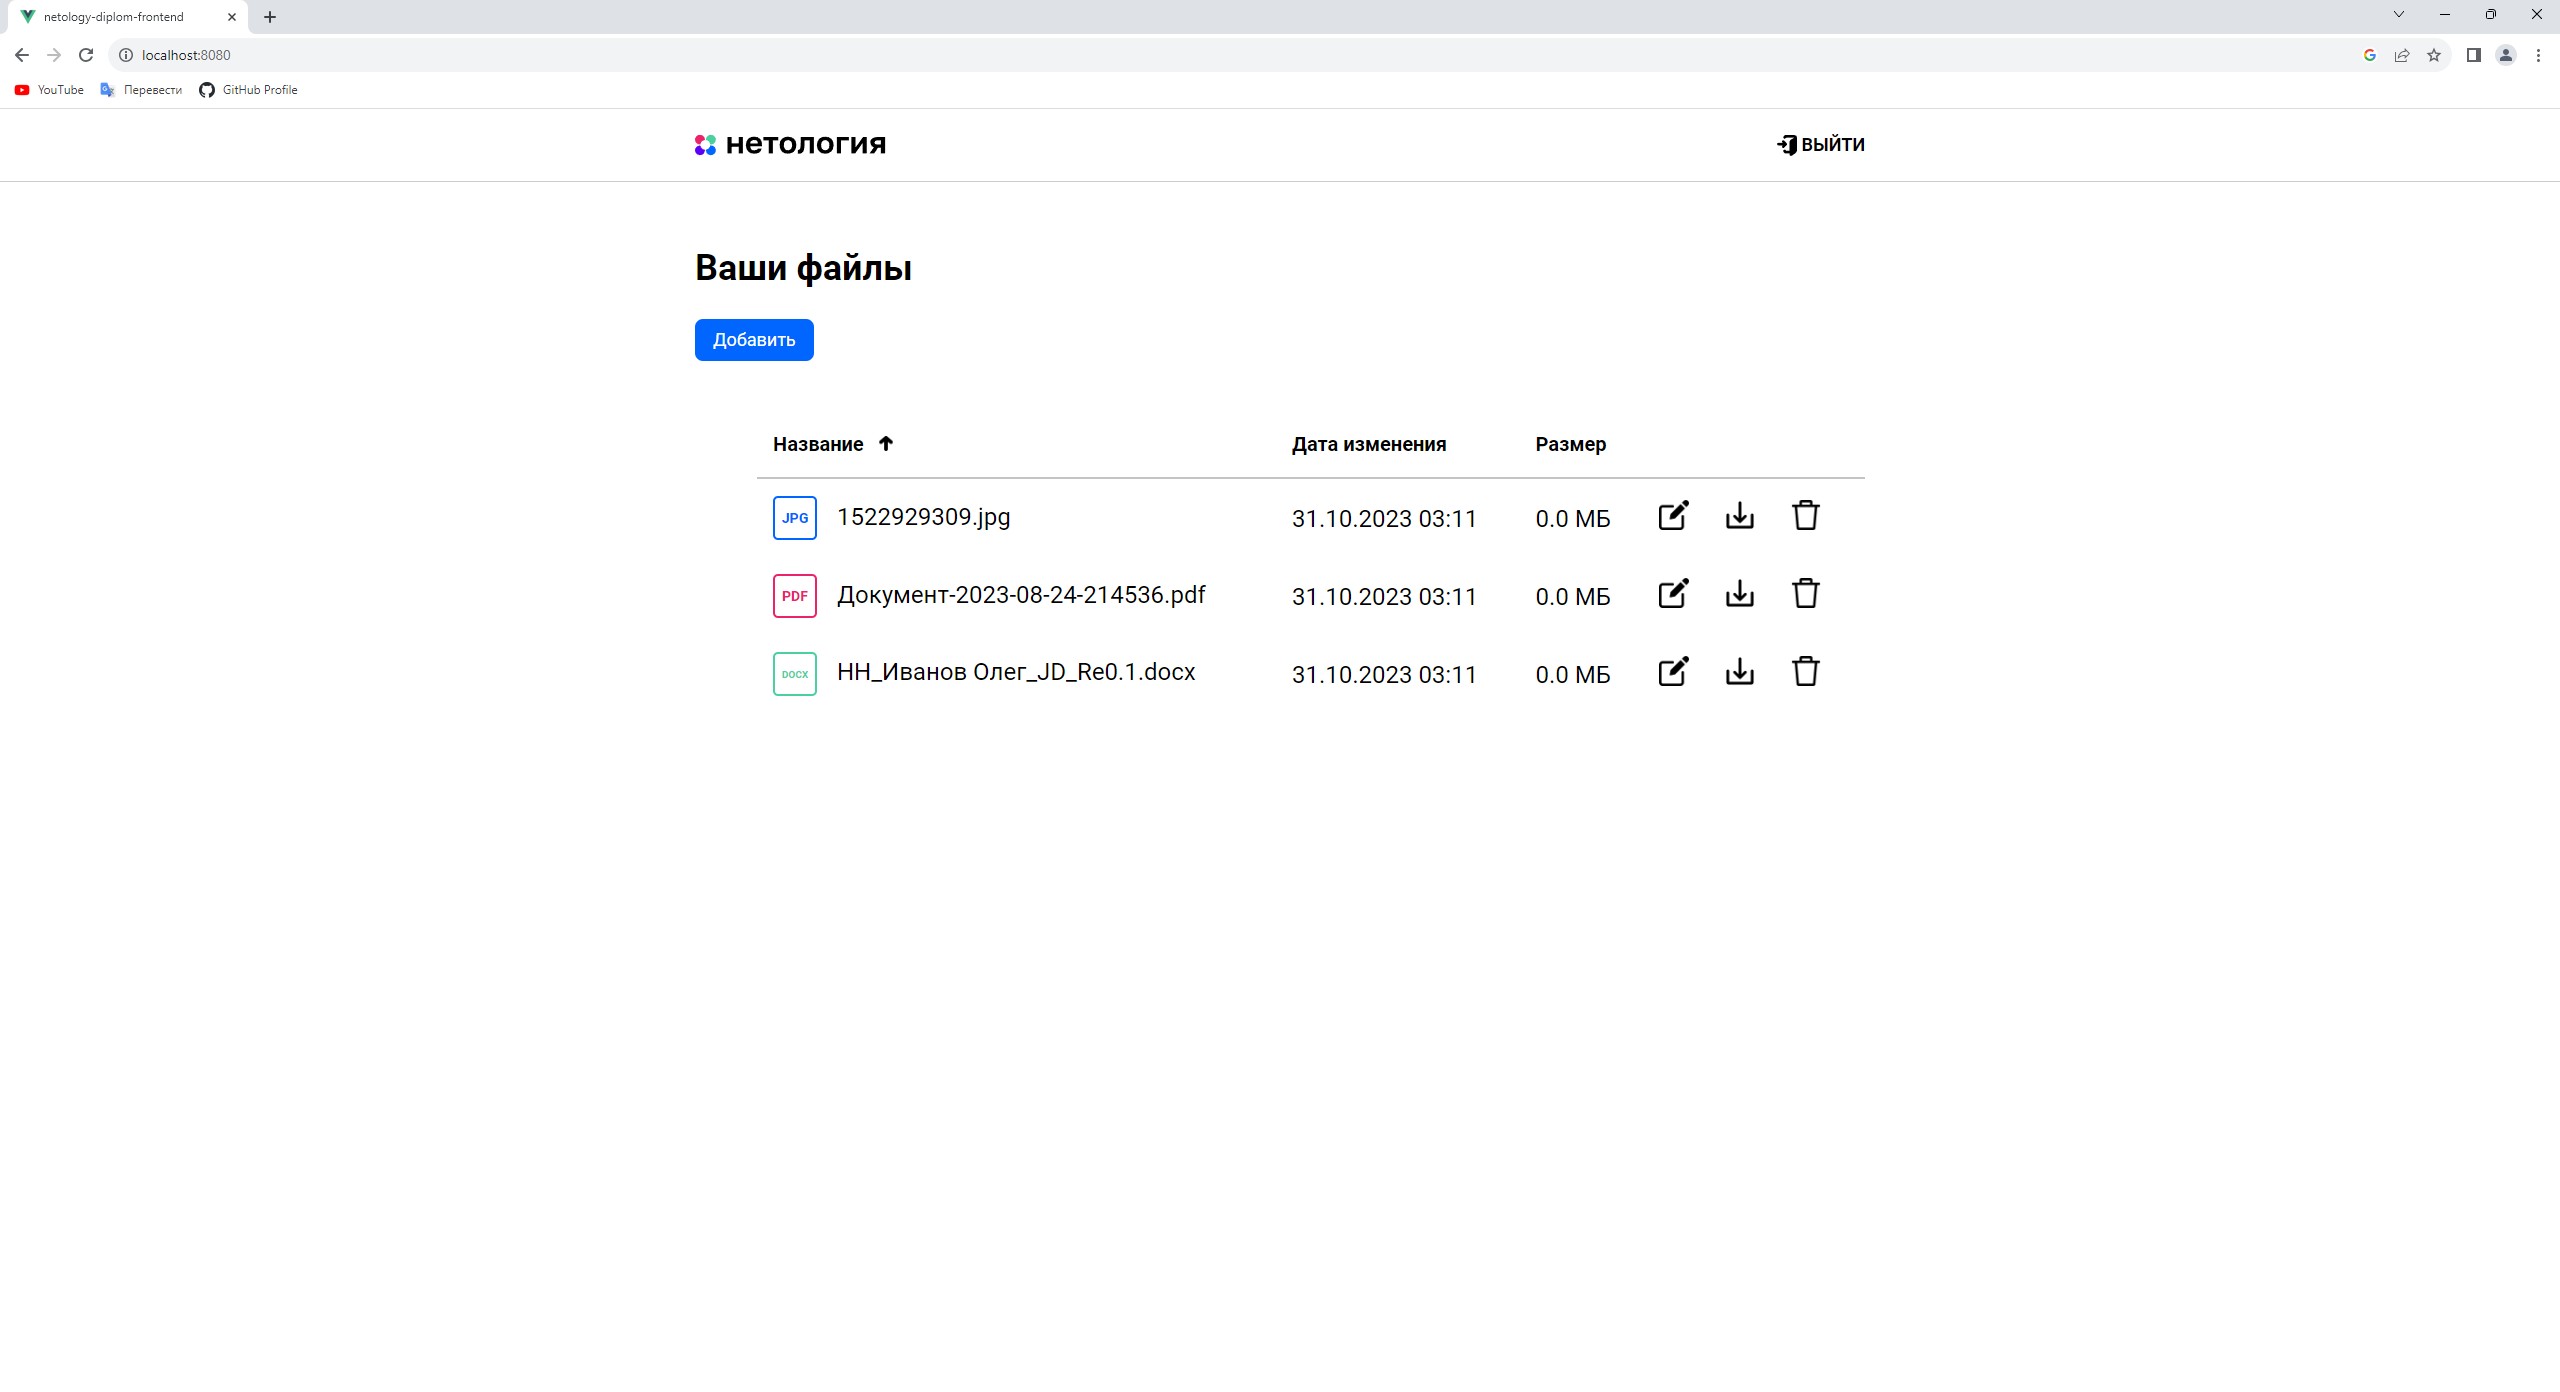 netology-diplom-frontend
localhost:8080
YouTube Перевести GitHub Profile
нетология ВЫЙТИ
Ваши файлы
Добавить
Название Дата изменения Размер
JPG 1522929309.jpg 31.10.2023 03:11 0.0 МБ
PDF Документ-2023-08-24-214536.pdf 31.10.2023 03:11 0.0 МБ
DOCX НН_Иванов Олег_JD_Re0.1.docx 31.10.2023 03:11 0.0 МБ